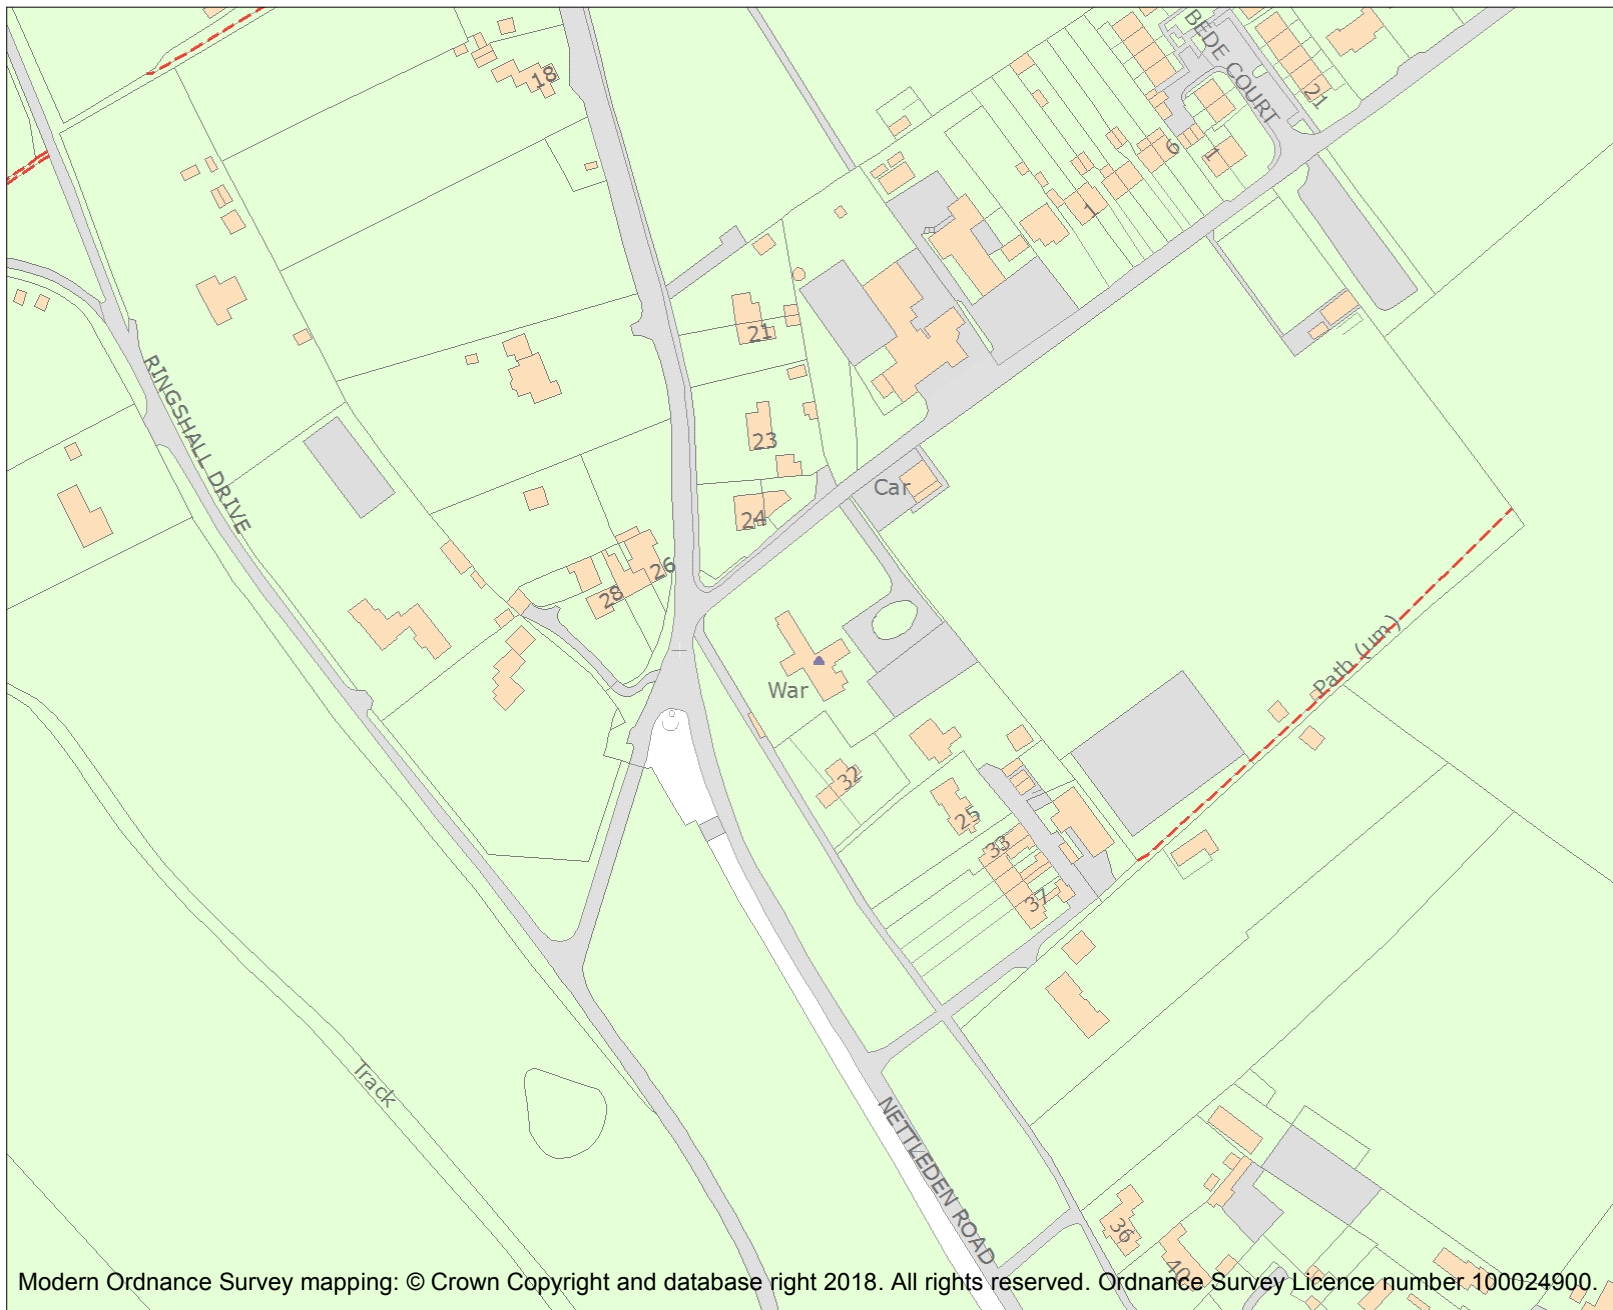 BEDE COURT
18
21
6
1
1
21
RINGSHALL DRIVE
23
Car
24
26
28
Path (um)
War
32
25
33
37
Track
NETTLEDEN ROAD
36
40
Modern Ordnance Survey mapping: © Crown Copyright and database right 2018. All rights reserved. Ordnance Survey Licence number 100024900.